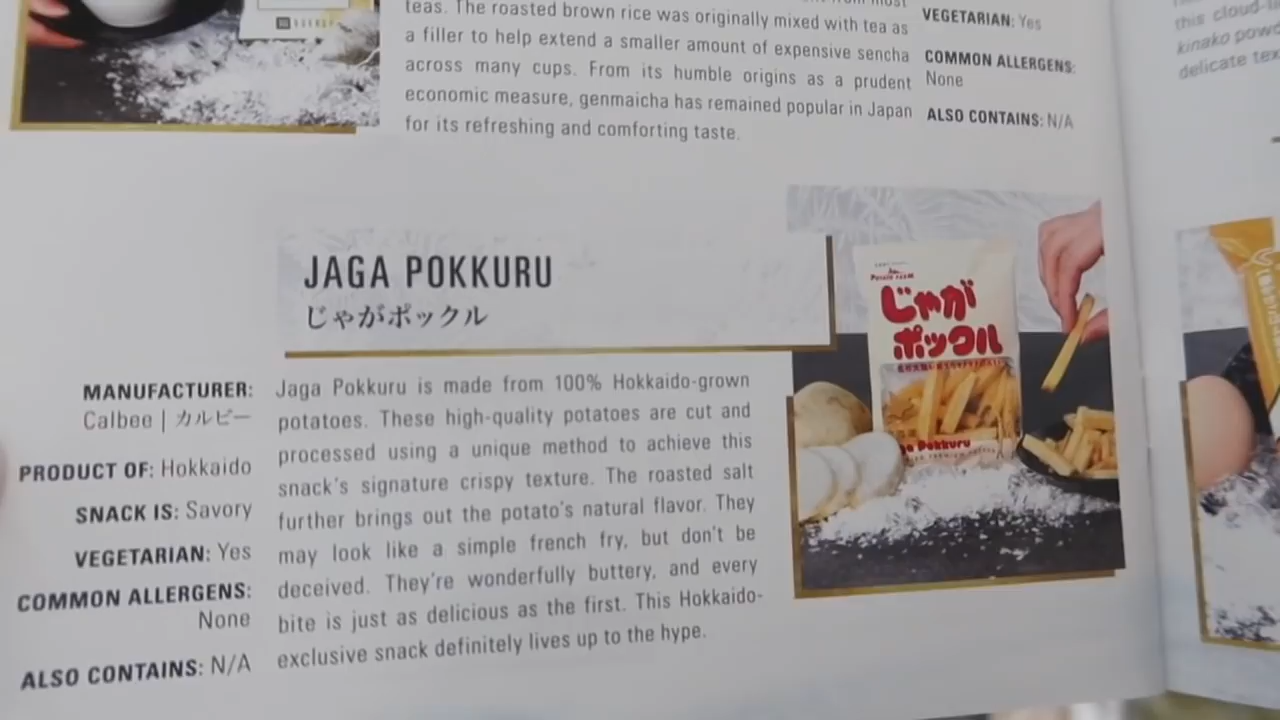 teas. The roasted brown rice was originally mixed with tea as
a filler to help extend a smaller amount of expensive sencha
across many cups. From its humble origins as a prudent
economic measure, genmaicha has remained popular in Japan
for its refreshing and comforting taste.
VEGETARIAN: Yes
COMMON ALLERGENS:
None
ALSO CONTAINS: N/A
this cloud-li
kinako powd
delicate tex
JAGA POKKURU
じゃがポックル
MANUFACTURER:
Calbee | カルビー
PRODUCT OF: Hokkaido
SNACK IS: Savory
VEGETARIAN: Yes
COMMON ALLERGENS:
None
ALSO CONTAINS: N/A
Jaga Pokkuru is made from 100% Hokkaido-grown
potatoes. These high-quality potatoes are cut and
processed using a unique method to achieve this
snack's signature crispy texture. The roasted salt
further brings out the potato's natural flavor. They
may look like a simple french fry, but don't be
deceived. They're wonderfully buttery, and every
bite is just as delicious as the first. This Hokkaido-
exclusive snack definitely lives up to the hype.
POTATO FARM
じゃが
ポックル
Pokkuru